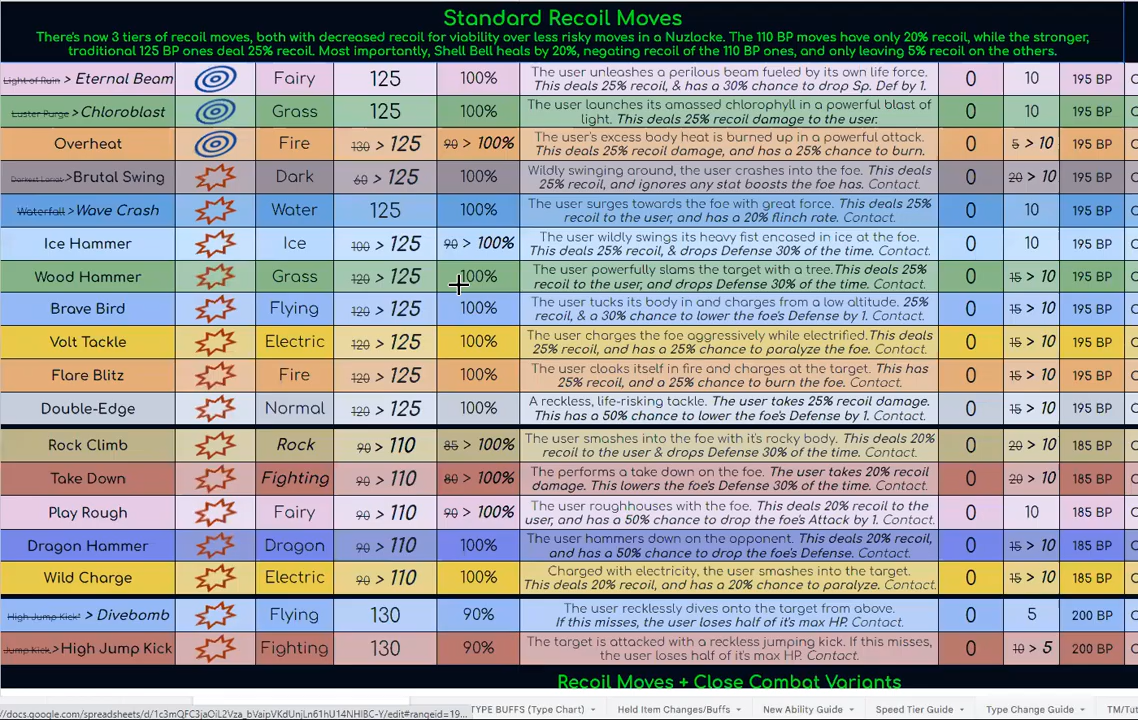 Standard Recoil Moves
There's now 3 tiers of recoil moves, both with decreased recoil for viability over less risky moves in a Nuzlocke. The 110 BP moves have only 20% recoil, while the stronger,
traditional 125 BP ones deal 25% recoil. Most importantly, Shell Bell heals by 20%, negating recoil of the 110 BP ones, and only leaving 5% recoil on the others.
Light of Ruin > Eternal Beam Fairy 125 100% The user unleashes a perilous beam fueled by its own life force. 0 10 195 BP
This deals 25% recoil, & has a 30% chance to drop Sp. Def by 1.
Luster Purge > Chloroblast Grass 125 100% The user launches its amassed chlorophyll in a powerful blast of 0 10 195 BP
light. This deals 25% recoil damage to the user.
Overheat Fire 130 > 125 90 > 100% The user's excess body heat is burned up in a powerful attack. 0 5 > 10 195 BP
This deals 25% recoil damage, and has a 25% chance to burn.
>Brutal Swing Dark 60 > 125 100% Wildly swinging around, the user crashes into the foe. This deals 0 20 > 10 195 BP
25% recoil, and ignores any stat boosts the foe has. Contact.
Waterfall > Wave Crash Water 125 100% The user surges towards the foe with great force. This deals 25% 0 10 195 BP
recoil to the user, and has a 20% flinch rate. Contact.
Ice Hammer Ice 100 > 125 90 > 100% The user wildly swings its heavy fist encased in ice at the foe. 0 10 195 BP
This deals 25% recoil, & drops Defense 30% of the time. Contact.
Wood Hammer Grass 120 > 125 100% The user powerfully slams the target with a tree.This deals 25% 0 15 > 10 195 BP
recoil to the user, and drops Defense 30% of the time. Contact.
Brave Bird Flying 120 > 125 100% The user tucks its body in and charges from a low altitude. 25% 0 15 > 10 195 BP
recoil, & a 30% chance to lower the foe's Defense by 1. Contact.
Volt Tackle Electric 120 > 125 100% The user charges the foe aggressively while electrified.This deals 0 15 > 10 195 BP
25% recoil, and has a 25% chance to paralyze the foe. Contact.
Flare Blitz Fire 120 > 125 100% The user cloaks itself in fire and charges at the target. This has 0 15 > 10 195 BP
25% recoil, and a 25% chance to burn the foe. Contact.
Double-Edge Normal 120 > 125 100% A reckless, life-risking tackle. The user takes 25% recoil damage. 0 15 > 10 195 BP
This has a 50% chance to lower the foe's Defense by 1. Contact.
Rock Climb Rock 90 > 110 85 > 100% The user smashes into the foe with it's rocky body. This deals 20% 0 20 > 10 185 BP
recoil to the user & drops Defense 30% of the time. Contact.
Take Down Fighting 90 > 110 80 > 100% The performs a take down on the foe. The user takes 20% recoil 0 20 > 10 185 BP
damage. This lowers the foe's Defense 30% of the time. Contact.
Play Rough Fairy 90 > 110 90 > 100% The user roughhouses with the foe. This deals 20% recoil to the 0 10 185 BP
user, and has a 50% chance to drop the foe's Attack by 1. Contact.
Dragon Hammer Dragon 90 > 110 100% The user hammers down on the opponent. This deals 20% recoil, 0 15 > 10 185 BP
and has a 50% chance to drop the foe's Defense. Contact.
Wild Charge Electric 90 > 110 100% Charged with electricity, the user smashes into the target. 0 15 > 10 185 BP
This deals 20% recoil, and has a 20% chance to paralyze. Contact.
High Jump Kick > Divebomb Flying 130 90% The user recklessly dives onto the target from above. 0 5 200 BP
If this misses, the user loses half of it's max HP. Contact.
Jump Kick >High Jump Kick Fighting 130 90% The target is attacked with a reckless jumping kick. If this misses, 0 10 > 5 200 BP
the user loses half of it's max HP. Contact.
Recoil Moves + Close Combat Variants
TYPE BUFFS (Type Chart) Held Item Changes/Buffs New Ability Guide Speed Tier Guide Type Change Guide TM/Tut